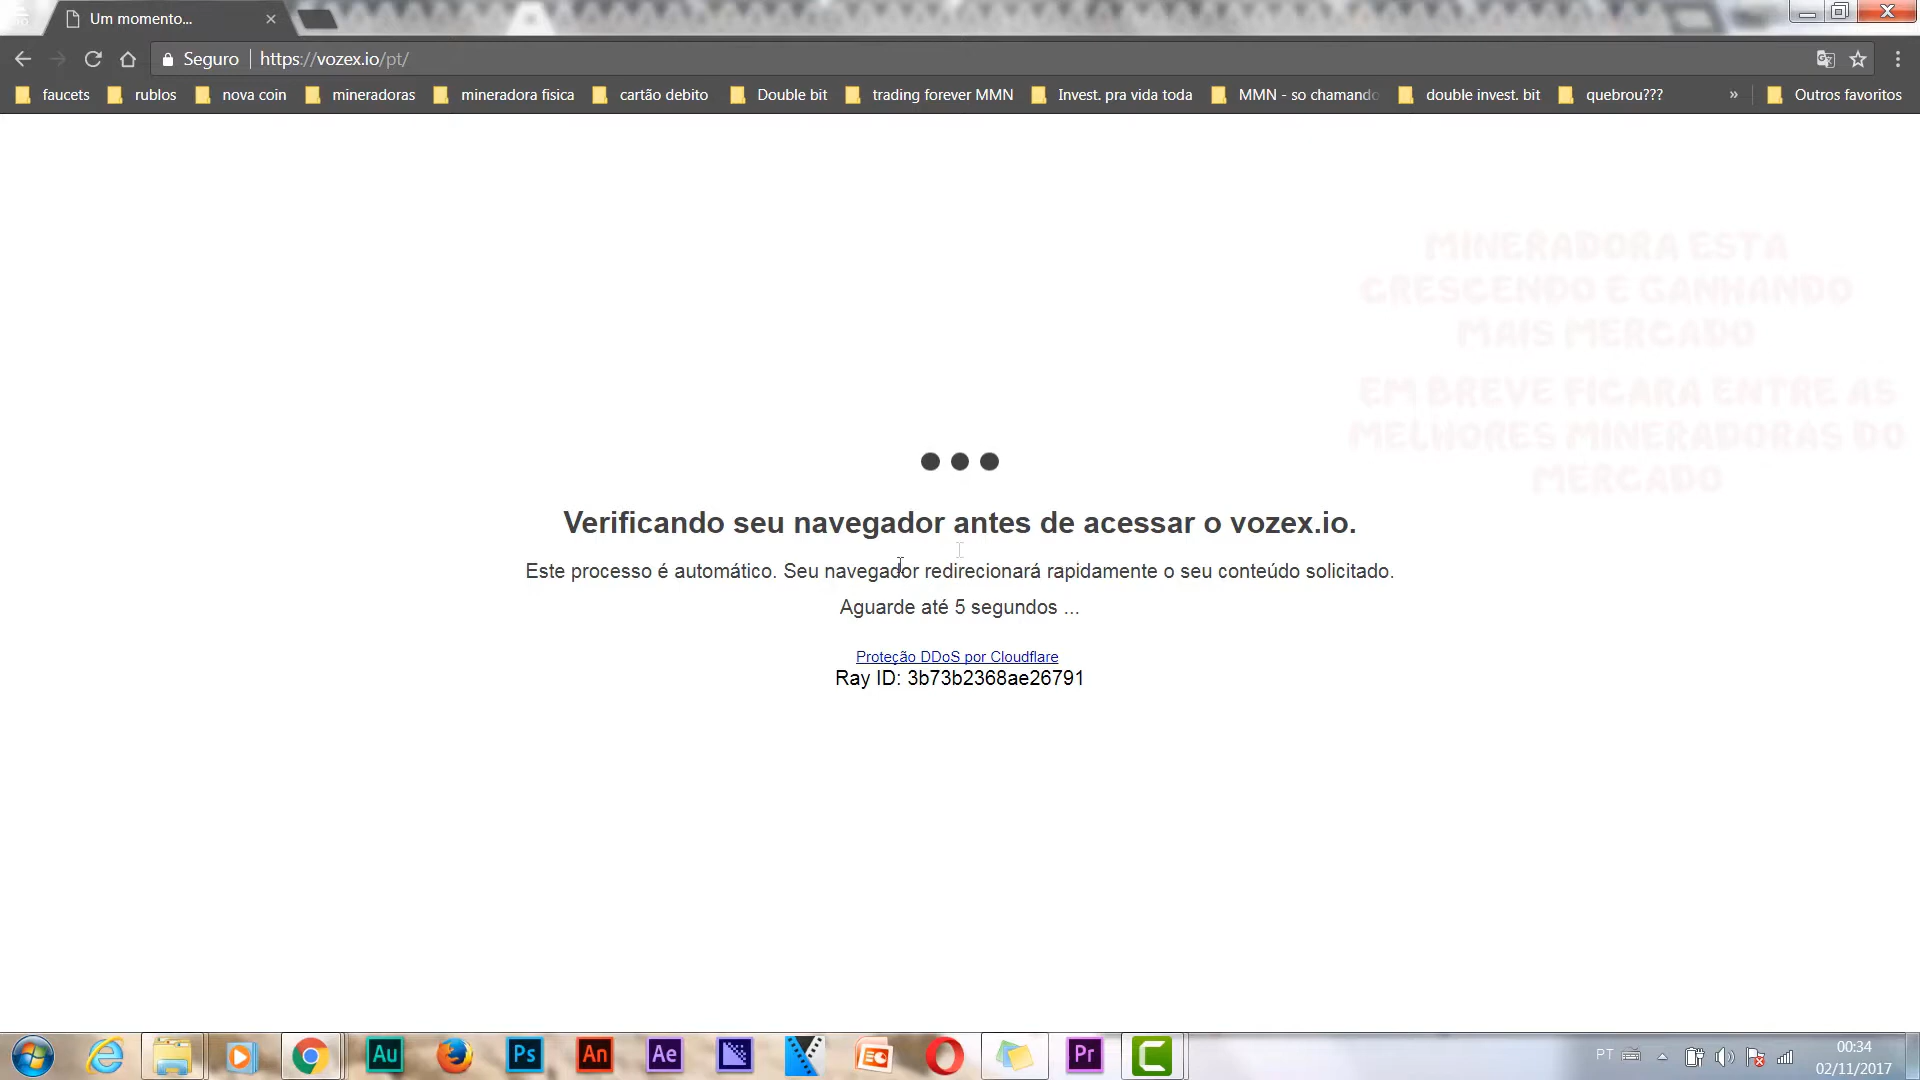 Um momento...
Seguro
https://vozex.io/pt/
faucets
rublos
nova coin
mineradoras
mineradora fisica
cartão debito
Double bit
trading forever MMN
Invest. pra vida toda
MMN - so chamando
double invest. bit
quebrou???
»
Outros favoritos
MINERADORA ESTA
CRESCENDO E GANHANDO
MAIS MERCADO
EM BREVE FICARA ENTRE AS
MELHORES MINERADORAS DO
MERCADO
Verificando seu navegador antes de acessar o vozex.io.
Este processo é automático. Seu navegador redirecionará rapidamente o seu conteúdo solicitado.
Aguarde até 5 segundos ...
Proteção DDoS por Cloudflare
Ray ID: 3b73b2368ae26791
Au
Ps
An
Ae
Pr
PT
00:34
02/11/2017